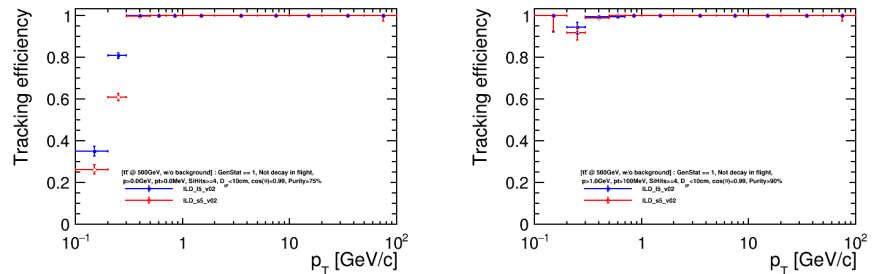 Tracking efficiency
1
0.8
0.6
0.4
0.2
0
[tt̄ @ 500GeV, w/o background] : GenStat == 1, Not decay in flight,
p>0.0GeV, pt>0.0MeV, SiHits>=4, D_IP<10cm, cos(θ)<0.99, Purity>75%
ILD_l5_v02
ILD_s5_v02
10⁻¹ 1 10 10²
p_T [GeV/c]
Tracking efficiency
1
0.8
0.6
0.4
0.2
0
[tt̄ @ 500GeV, w/o background] : GenStat == 1, Not decay in flight,
p>1.0GeV, pt>100MeV, SiHits>=4, D_IP<10cm, cos(θ)<0.99, Purity>90%
ILD_l5_v02
ILD_s5_v02
10⁻¹ 1 10 10²
p_T [GeV/c]